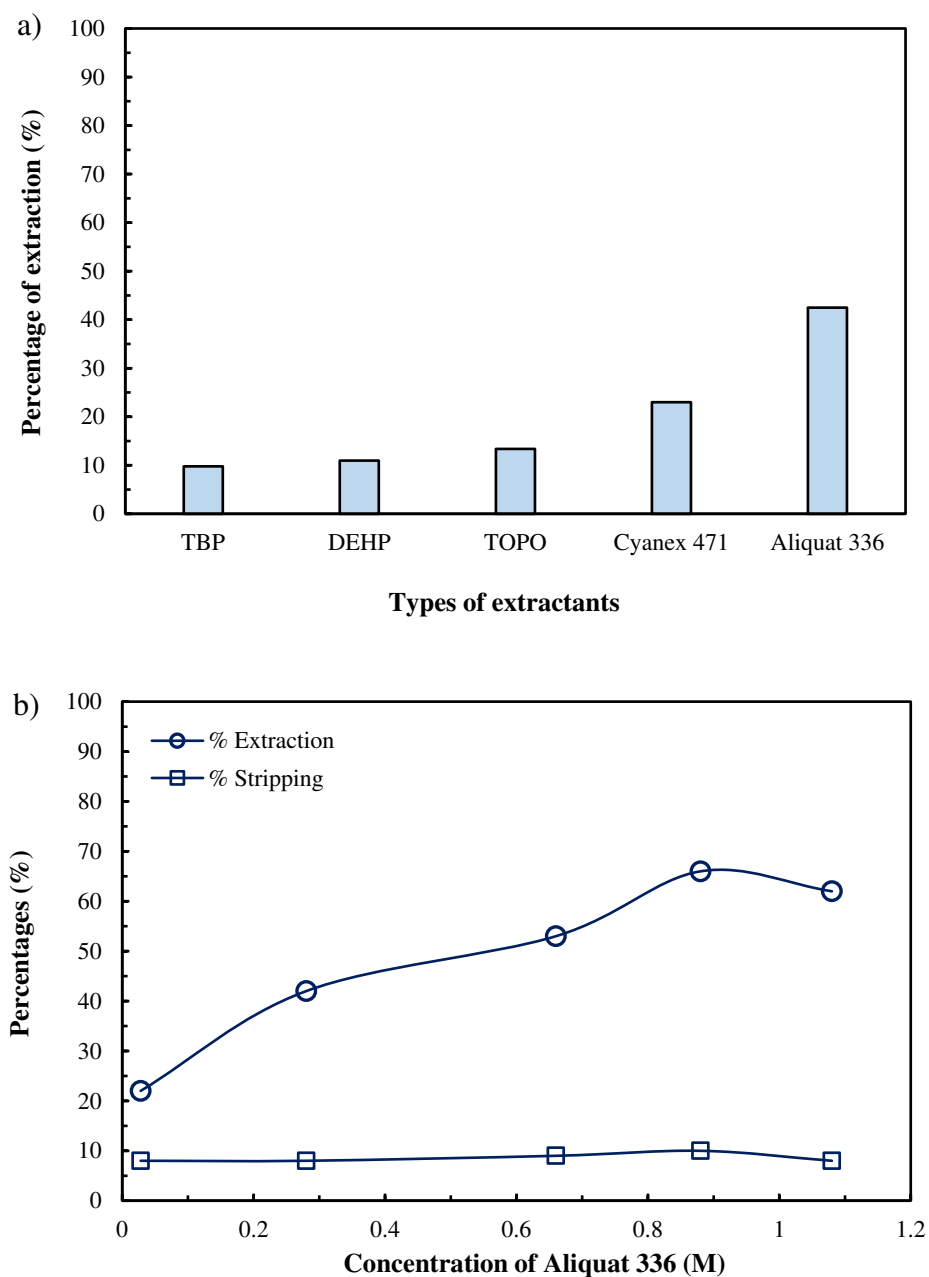 a)
Percentage of extraction (%)
100
90
80
70
60
50
40
30
20
10
0
TBP DEHP TOPO Cyanex 471 Aliquat 336
Types of extractants
b)
Percentages (%)
100
90
80
70
60
50
40
30
20
10
0
% Extraction
% Stripping
0 0.2 0.4 0.6 0.8 1 1.2
Concentration of Aliquat 336 (M)